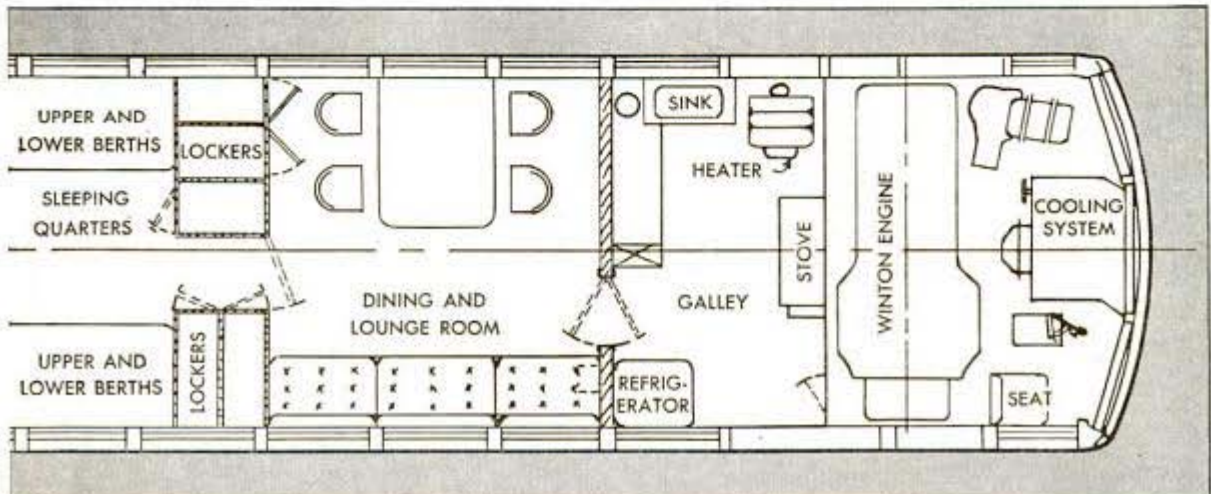 UPPER AND
LOWER BERTHS
LOCKERS
SLEEPING
QUARTERS
UPPER AND
LOWER BERTHS
LOCKERS
DINING AND
LOUNGE ROOM
SINK
HEATER
STOVE
GALLEY
REFRIG-
ERATOR
WINTON ENGINE
COOLING
SYSTEM
SEAT